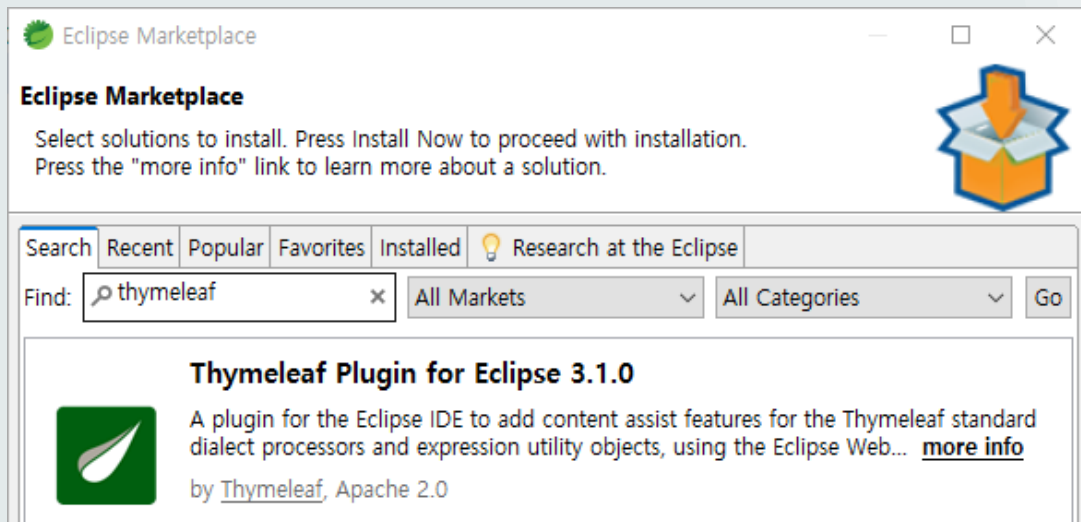 Eclipse Marketplace
Eclipse Marketplace
Select solutions to install. Press Install Now to proceed with installation.
Press the "more info" link to learn more about a solution.
Search Recent Popular Favorites Installed Research at the Eclipse
Find: thymeleaf All Markets All Categories Go
Thymeleaf Plugin for Eclipse 3.1.0
A plugin for the Eclipse IDE to add content assist features for the Thymeleaf standard
dialect processors and expression utility objects, using the Eclipse Web... more info
by Thymeleaf, Apache 2.0